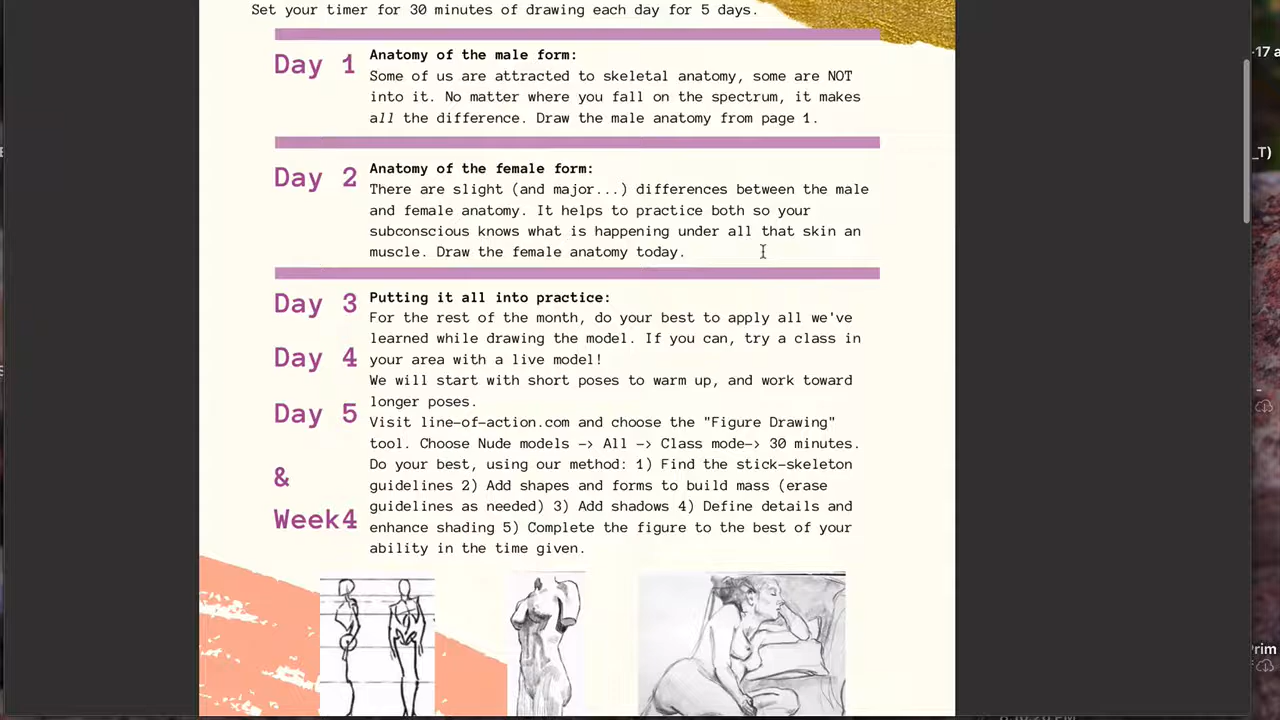 Set your timer for 30 minutes of drawing each day for 5 days.
Day 1
Anatomy of the male form:
Some of us are attracted to skeletal anatomy, some are NOT
into it. No matter where you fall on the spectrum, it makes
all the difference. Draw the male anatomy from page 1.
Day 2
Anatomy of the female form:
There are slight (and major...) differences between the male
and female anatomy. It helps to practice both so your
subconscious knows what is happening under all that skin an
muscle. Draw the female anatomy today.
Day 3
Day 4
Day 5
&
Week4
Putting it all into practice:
For the rest of the month, do your best to apply all we've
learned while drawing the model. If you can, try a class in
your area with a live model!
We will start with short poses to warm up, and work toward
longer poses.
Visit line-of-action.com and choose the "Figure Drawing"
tool. Choose Nude models -> All -> Class mode-> 30 minutes.
Do your best, using our method: 1) Find the stick-skeleton
guidelines 2) Add shapes and forms to build mass (erase
guidelines as needed) 3) Add shadows 4) Define details and
enhance shading 5) Complete the figure to the best of your
ability in the time given.
-17 a
_T)